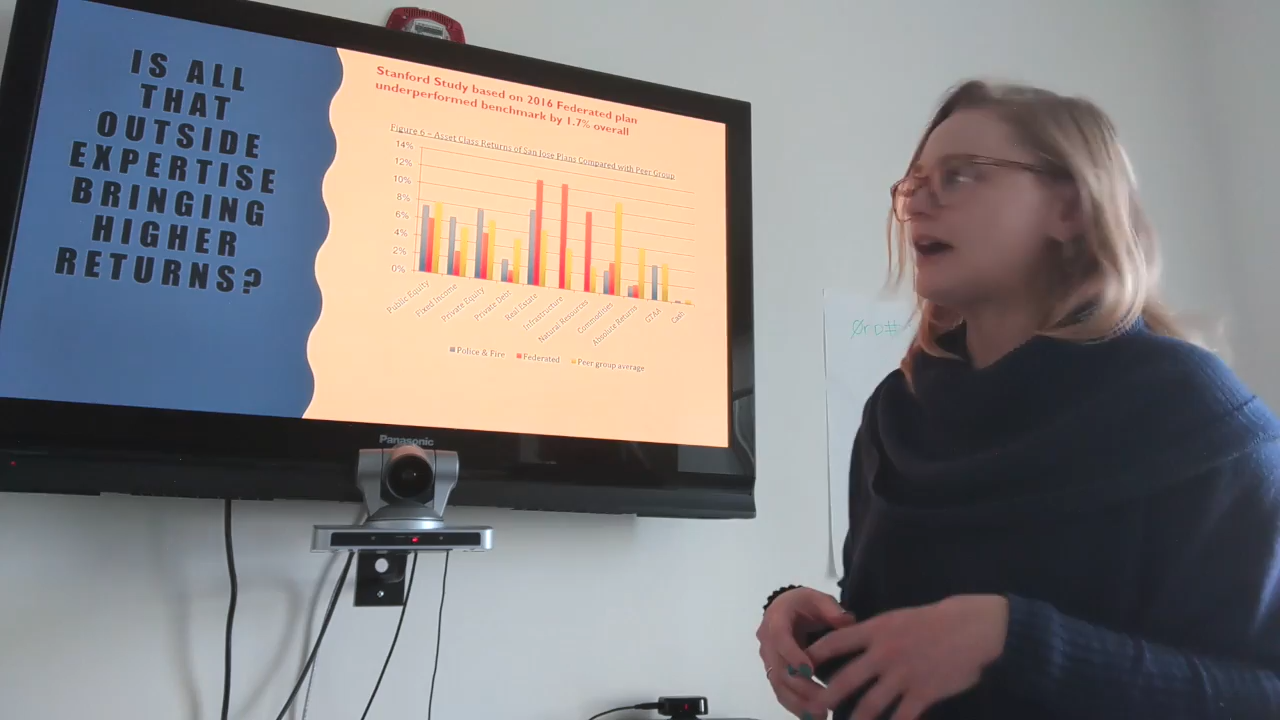 IS ALL
THAT
OUTSIDE
EXPERTISE
BRINGING
HIGHER
RETURNS?
Stanford Study based on 2016 Federated plan
underperformed benchmark by 1.7% overall
Figure 6 – Asset Class Returns of San Jose Plans Compared with Peer Group
14%
12%
10%
8%
6%
4%
2%
0%
Public Equity
Fixed Income
Private Equity
Private Debt
Real Estate
Infrastructure
Natural Resources
Commodities
Absolute Returns
GTAA
Cash
Police & Fire
Federated
Peer group average
Panasonic